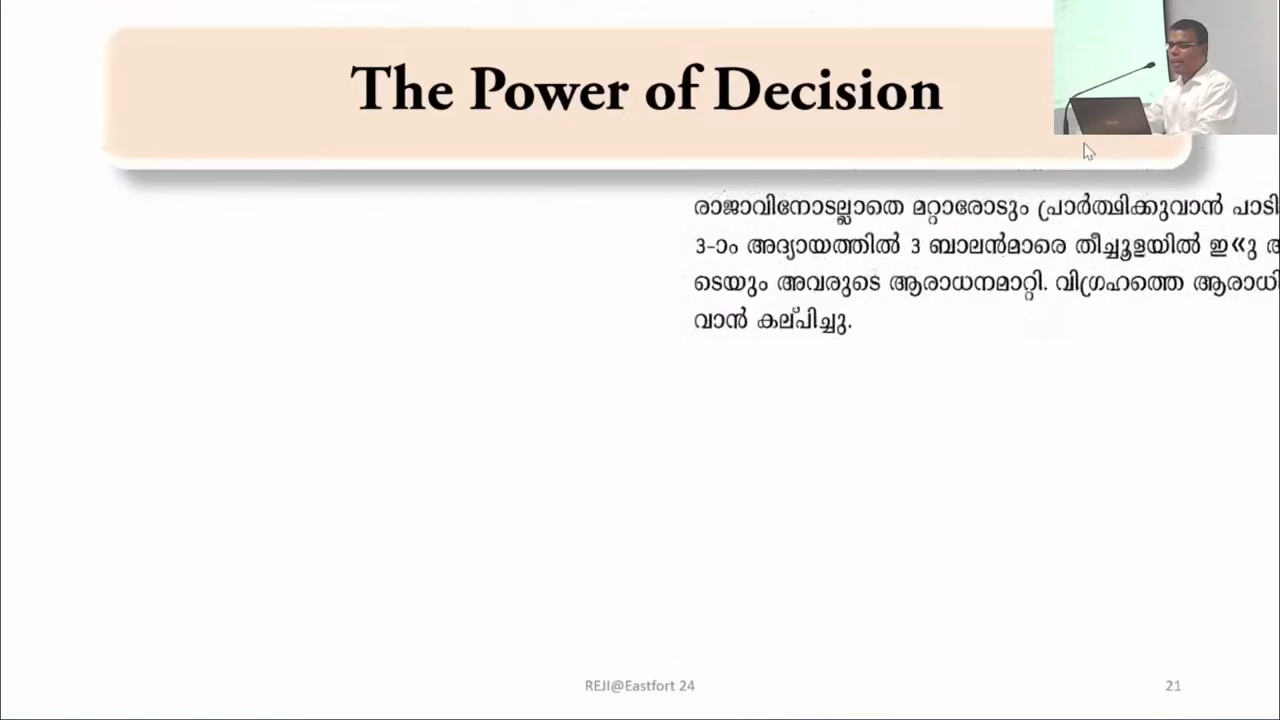 The Power of Decision
രാജാവിനോടല്ലാതെ മറ്റാരോടും പ്രാർത്ഥിക്കുവാൻ
3-ാം അദ്യായത്തിൽ 3 ബാലൻമാരെ തീച്ചൂളയിൽ
ടെയും അവരുടെ ആരാധനമാറ്റി. വിഗ്രഹത്തെ
വാൻ കല്പിച്ചു.
REJI@Eastfort 24
21